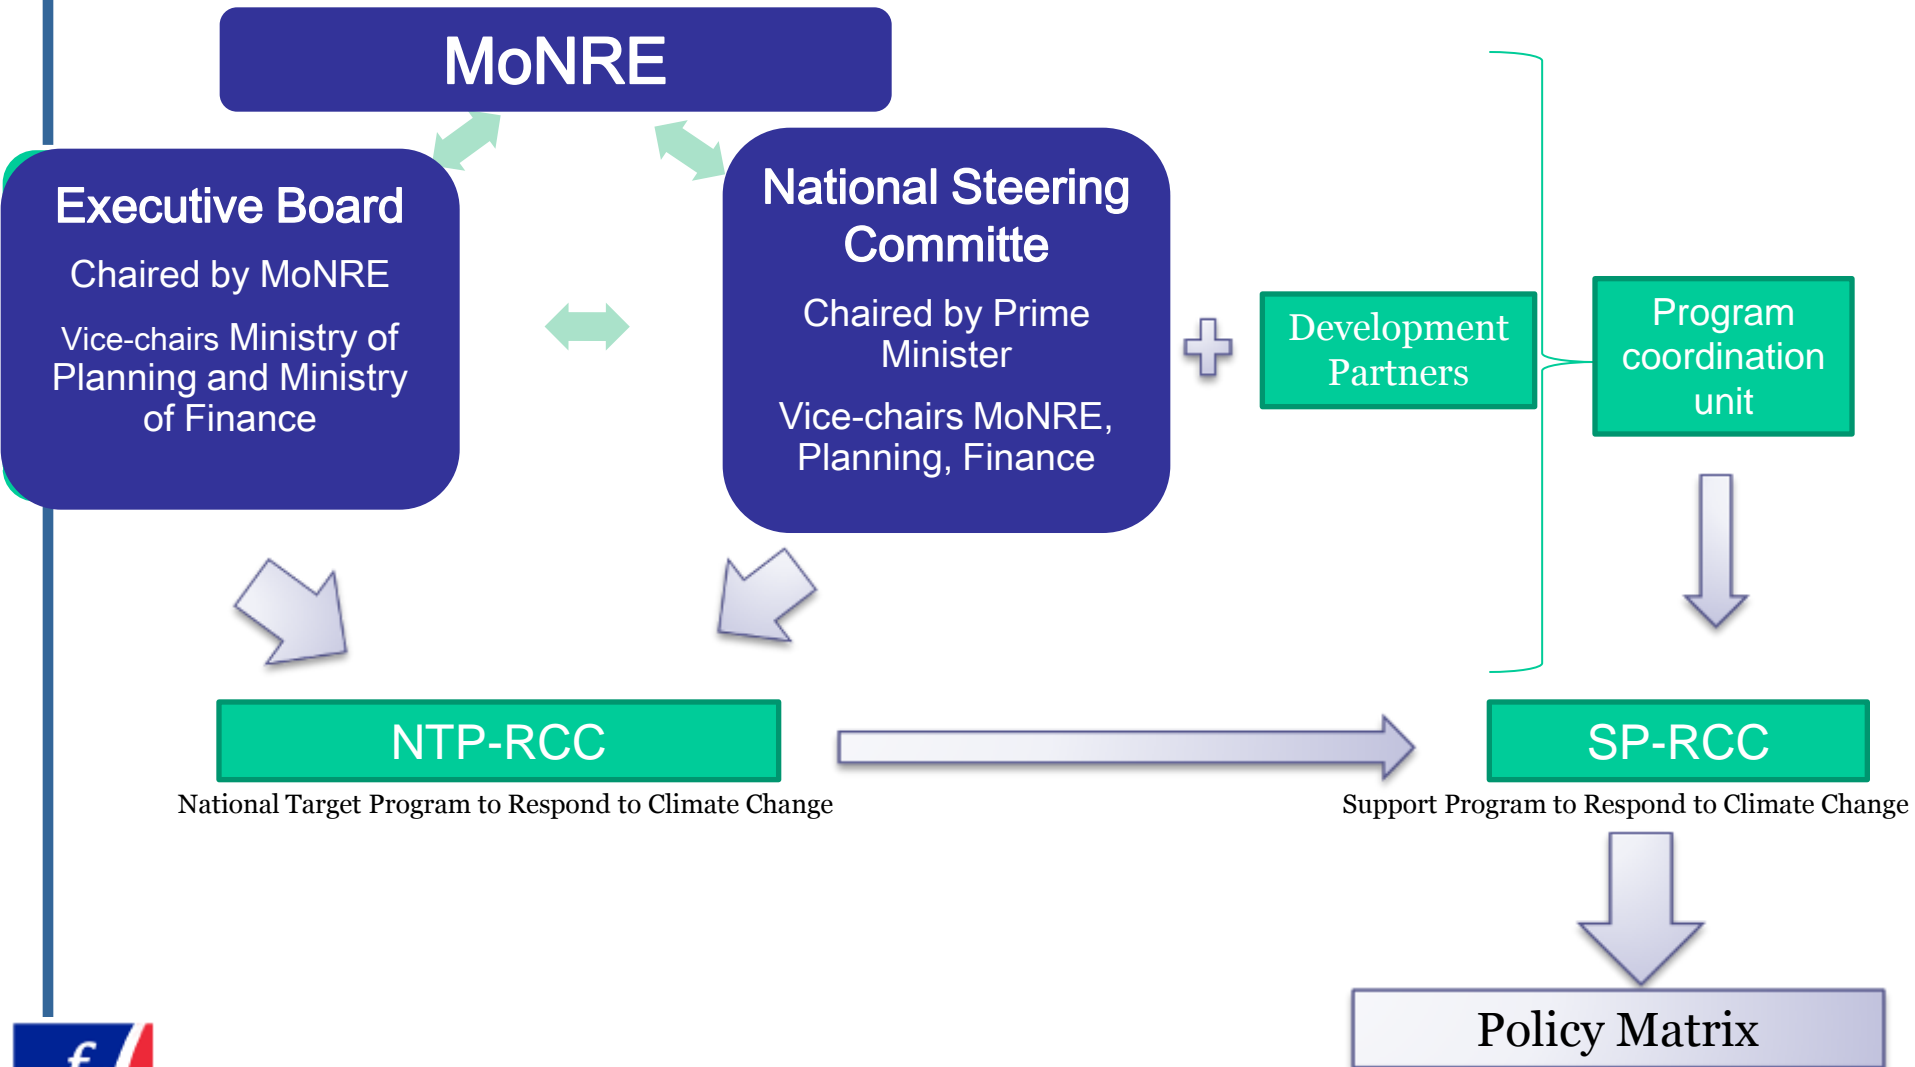 MoNRE
Executive Board
Chaired by MoNRE
Vice-chairs Ministry of
Planning and Ministry
of Finance
National Steering
Committe
Chaired by Prime
Minister
Vice-chairs MoNRE,
Planning, Finance
Development
Partners
Program
coordination
unit
NTP-RCC
National Target Program to Respond to Climate Change
SP-RCC
Support Program to Respond to Climate Change
Policy Matrix